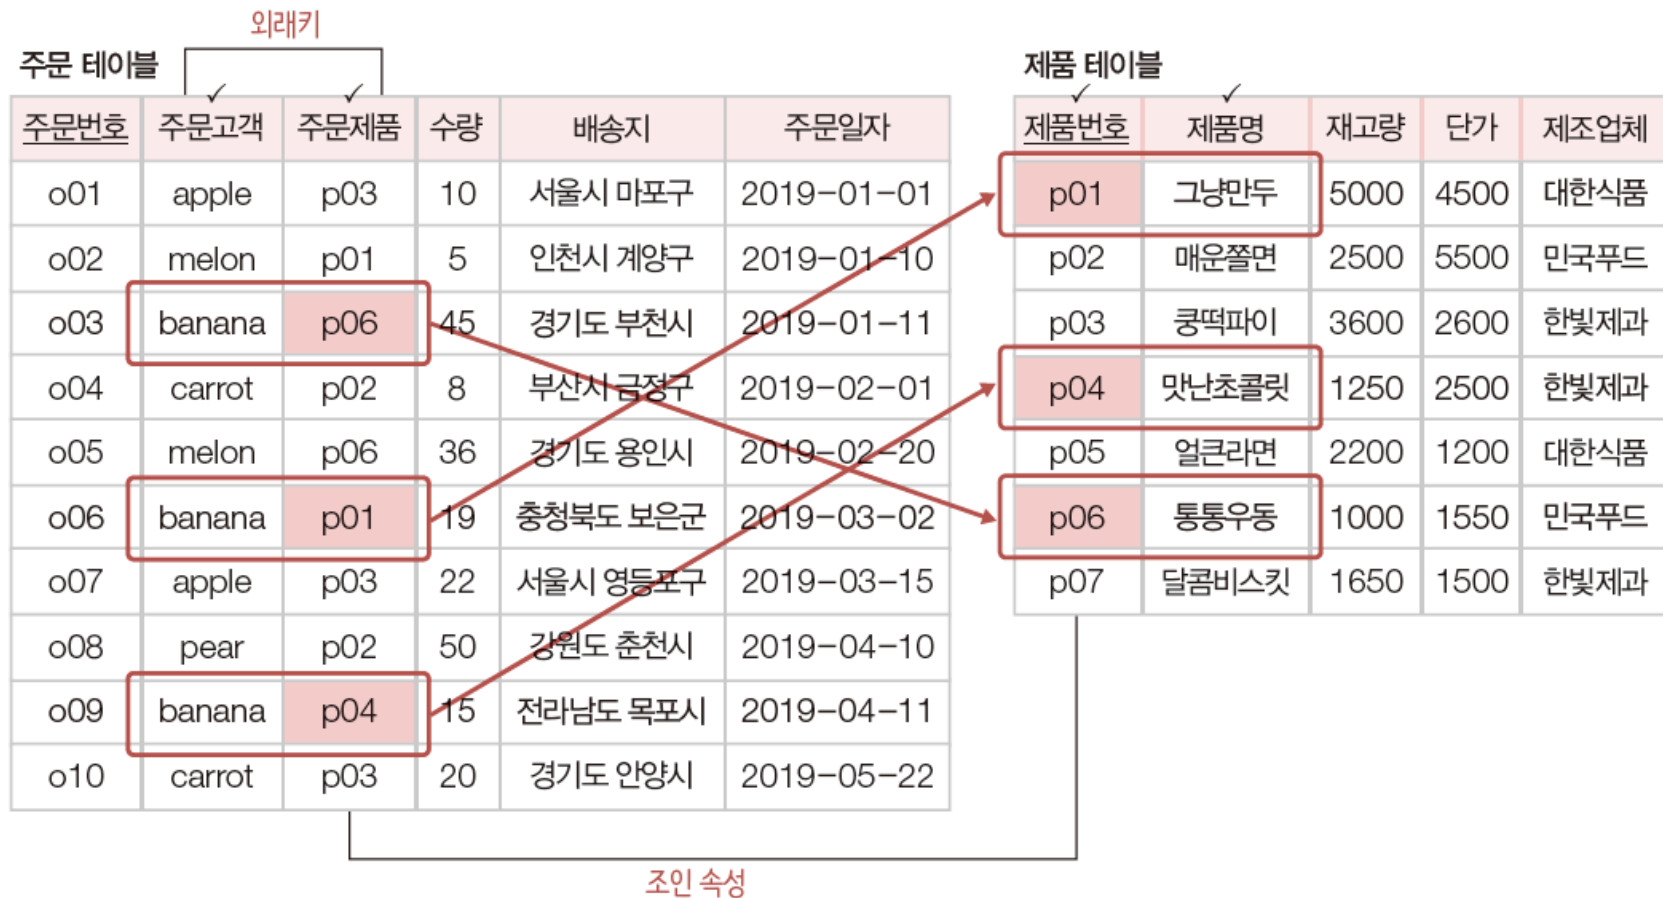 외래키
주문 테이블
주문번호 주문고객 주문제품 수량 배송지 주문일자
o01 apple p03 10 서울시 마포구 2019-01-01
o02 melon p01 5 인천시 계양구 2019-01-10
o03 banana p06 45 경기도 부천시 2019-01-11
o04 carrot p02 8 부산시 금정구 2019-02-01
o05 melon p06 36 경기도 용인시 2019-02-20
o06 banana p01 19 충청북도 보은군 2019-03-02
o07 apple p03 22 서울시 영등포구 2019-03-15
o08 pear p02 50 강원도 춘천시 2019-04-10
o09 banana p04 15 전라남도 목포시 2019-04-11
o10 carrot p03 20 경기도 안양시 2019-05-22
제품 테이블
제품번호 제품명 재고량 단가 제조업체
p01 그냥만두 5000 4500 대한식품
p02 매운쫄면 2500 5500 민국푸드
p03 쿵떡파이 3600 2600 한빛제과
p04 맛난초콜릿 1250 2500 한빛제과
p05 얼큰라면 2200 1200 대한식품
p06 통통우동 1000 1550 민국푸드
p07 달콤비스킷 1650 1500 한빛제과
조인 속성